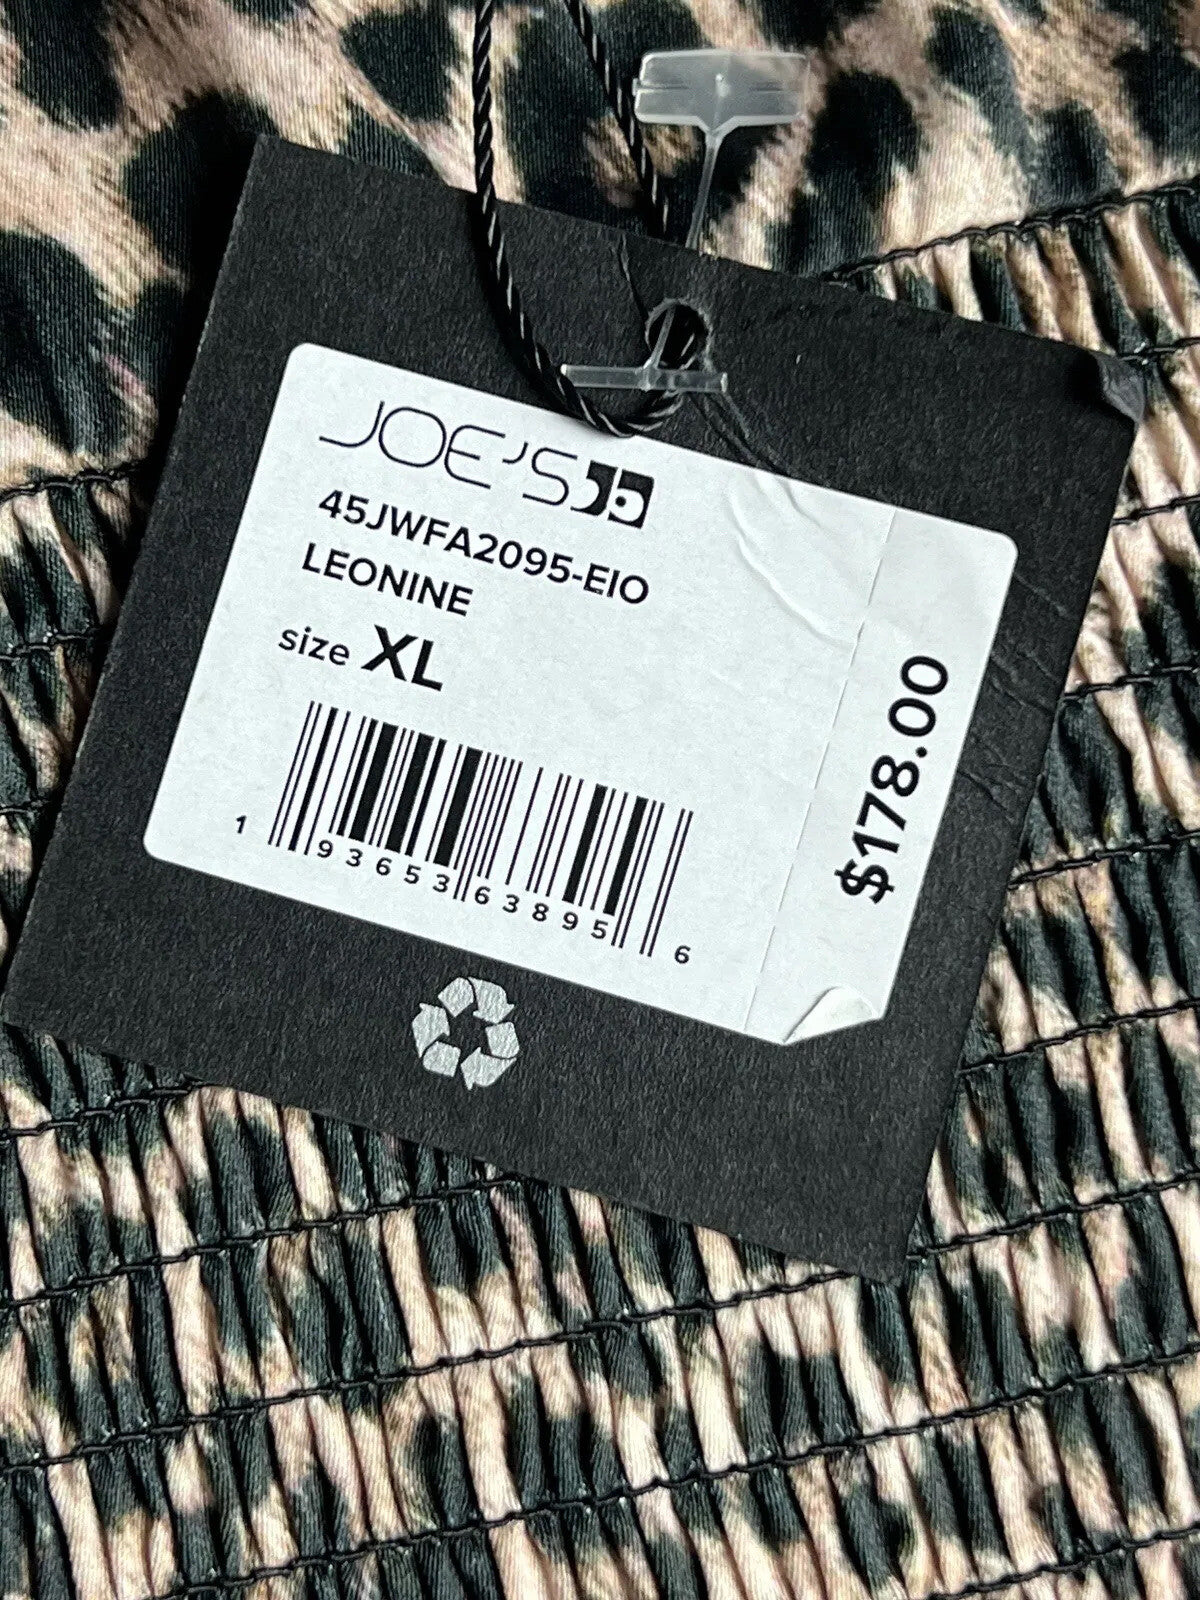 JOE'S
45JWFA2095-EIO
LEONINE
size XL
$178.00
1 93653 63895 6